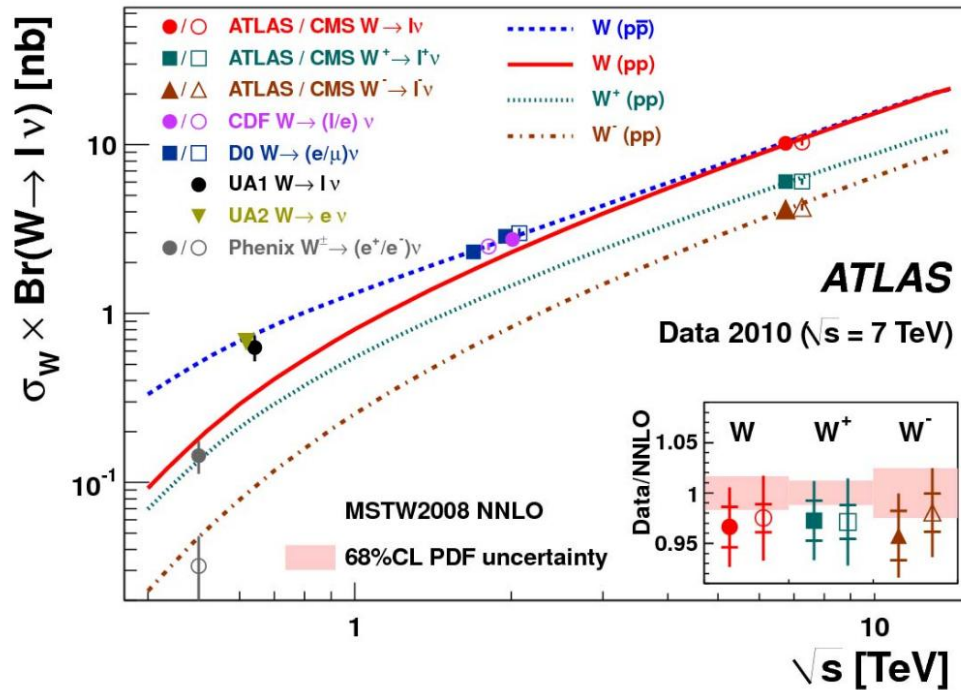 σ_W × Br(W→ l ν) [nb]
10
1
10⁻¹
●/○ ATLAS / CMS W→ lν
■/□ ATLAS / CMS W⁺→ l⁺ν
▲/△ ATLAS / CMS W⁻→ l⁻ν
●/○ CDF W→ (l/e) ν
■/□ D0 W→ (e/μ)ν
● UA1 W→ l ν
▼ UA2 W→ e ν
●/○ Phenix W±→ (e⁺/e⁻)ν
W (pp̅)
W (pp)
W⁺ (pp)
W⁻ (pp)
ATLAS
Data 2010 (√s = 7 TeV)
MSTW2008 NNLO
68%CL PDF uncertainty
Data/NNLO
1.05
1
0.95
W W⁺ W⁻
1 10
√s [TeV]